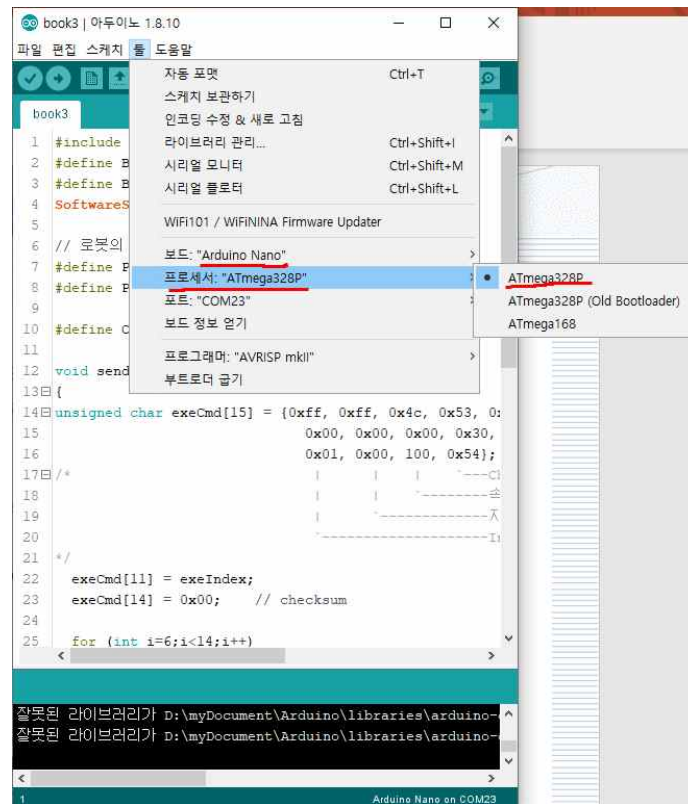 book3 | 아두이노 1.8.10
파일 편집 스케치 툴 도움말
book3
자동 포맷 Ctrl+T
스케치 보관하기
인코딩 수정 & 새로 고침
라이브러리 관리... Ctrl+Shift+I
시리얼 모니터 Ctrl+Shift+M
시리얼 플로터 Ctrl+Shift+L
WiFi101 / WiFiNINA Firmware Updater
보드: "Arduino Nano"
프로세서: "ATmega328P"
포트: "COM23"
보드 정보 얻기
프로그래머: "AVRISP mkII"
부트로더 굽기
ATmega328P
ATmega328P (Old Bootloader)
ATmega168
1 #include
2 #define B
3 #define B
4 SoftwareS
5
6 // 로봇의
7 #define P
8 #define P
9
10 #define C
11
12 void send
13 {
14 unsigned char exeCmd[15] = {0xff, 0xff, 0x4c, 0x53,
15 0x00, 0x00, 0x00, 0x30,
16 0x01, 0x00, 100, 0x54};
17 /*
18
19
20
21 */
22 exeCmd[11] = exeIndex;
23 exeCmd[14] = 0x00; // checksum
24
25 for (int i=6;i<14;i++)
잘못된 라이브러리가 D:\myDocument\Arduino\libraries\arduino-
잘못된 라이브러리가 D:\myDocument\Arduino\libraries\arduino-
1 Arduino Nano on COM23